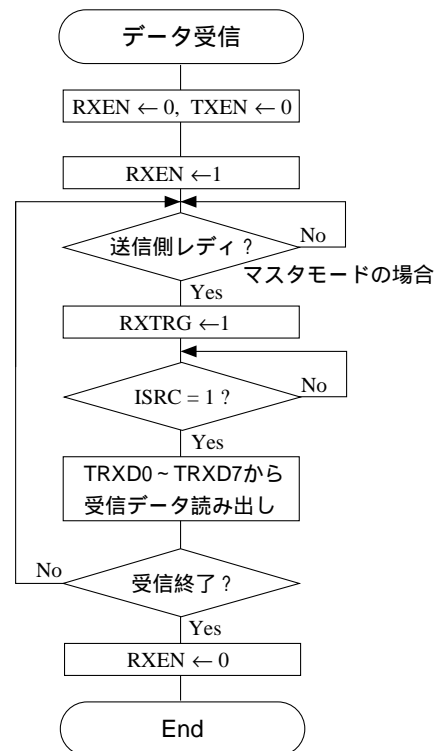 データ受信
RXEN ←0, TXEN ←0
RXEN ←1
送信側レディ ?
No
マスタモードの場合
Yes
RXTRG ←1
ISRC = 1 ?
No
Yes
TRXD0 ~ TRXD7から
受信データ読み出し
No
受信終了 ?
Yes
RXEN ← 0
End